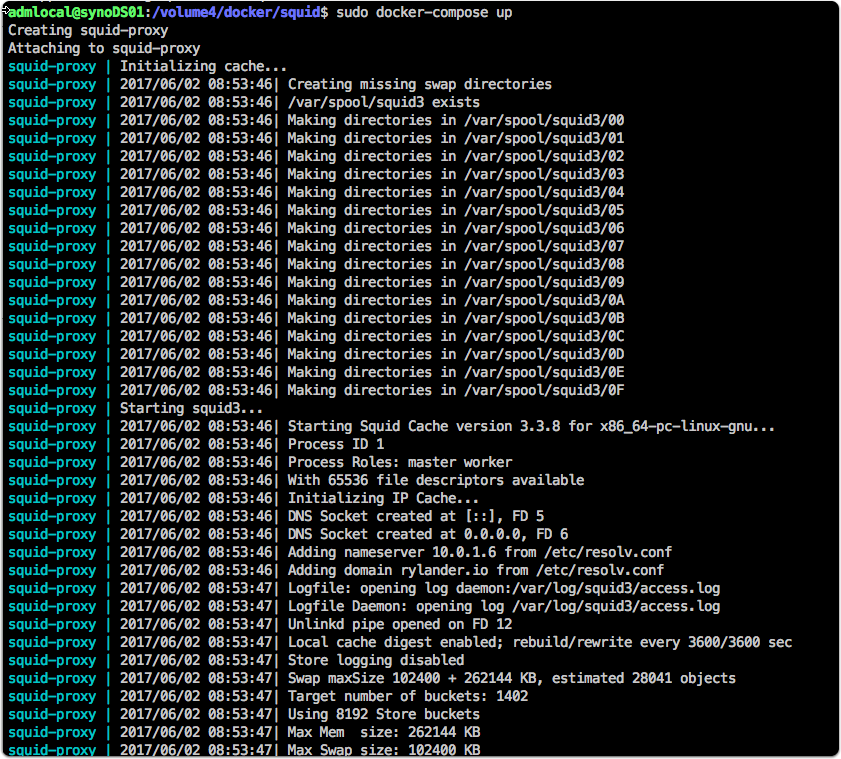 admlocal@synoDS01:/volume4/docker/squid$ sudo docker-compose up
Creating squid-proxy
Attaching to squid-proxy
squid-proxy | Initializing cache...
squid-proxy | 2017/06/02 08:53:46| Creating missing swap directories
squid-proxy | 2017/06/02 08:53:46| /var/spool/squid3 exists
squid-proxy | 2017/06/02 08:53:46| Making directories in /var/spool/squid3/00
squid-proxy | 2017/06/02 08:53:46| Making directories in /var/spool/squid3/01
squid-proxy | 2017/06/02 08:53:46| Making directories in /var/spool/squid3/02
squid-proxy | 2017/06/02 08:53:46| Making directories in /var/spool/squid3/03
squid-proxy | 2017/06/02 08:53:46| Making directories in /var/spool/squid3/04
squid-proxy | 2017/06/02 08:53:46| Making directories in /var/spool/squid3/05
squid-proxy | 2017/06/02 08:53:46| Making directories in /var/spool/squid3/06
squid-proxy | 2017/06/02 08:53:46| Making directories in /var/spool/squid3/07
squid-proxy | 2017/06/02 08:53:46| Making directories in /var/spool/squid3/08
squid-proxy | 2017/06/02 08:53:46| Making directories in /var/spool/squid3/09
squid-proxy | 2017/06/02 08:53:46| Making directories in /var/spool/squid3/0A
squid-proxy | 2017/06/02 08:53:46| Making directories in /var/spool/squid3/0B
squid-proxy | 2017/06/02 08:53:46| Making directories in /var/spool/squid3/0C
squid-proxy | 2017/06/02 08:53:46| Making directories in /var/spool/squid3/0D
squid-proxy | 2017/06/02 08:53:46| Making directories in /var/spool/squid3/0E
squid-proxy | 2017/06/02 08:53:46| Making directories in /var/spool/squid3/0F
squid-proxy | Starting squid3...
squid-proxy | 2017/06/02 08:53:46| Starting Squid Cache version 3.3.8 for x86_64-pc-linux-gnu...
squid-proxy | 2017/06/02 08:53:46| Process ID 1
squid-proxy | 2017/06/02 08:53:46| Process Roles: master worker
squid-proxy | 2017/06/02 08:53:46| With 65536 file descriptors available
squid-proxy | 2017/06/02 08:53:46| Initializing IP Cache...
squid-proxy | 2017/06/02 08:53:46| DNS Socket created at [::], FD 5
squid-proxy | 2017/06/02 08:53:46| DNS Socket created at 0.0.0.0, FD 6
squid-proxy | 2017/06/02 08:53:46| Adding nameserver 10.0.1.6 from /etc/resolv.conf
squid-proxy | 2017/06/02 08:53:46| Adding domain rylander.io from /etc/resolv.conf
squid-proxy | 2017/06/02 08:53:47| Logfile: opening log daemon:/var/log/squid3/access.log
squid-proxy | 2017/06/02 08:53:47| Logfile Daemon: opening log /var/log/squid3/access.log
squid-proxy | 2017/06/02 08:53:47| Unlinkd pipe opened on FD 12
squid-proxy | 2017/06/02 08:53:47| Local cache digest enabled; rebuild/rewrite every 3600/3600 sec
squid-proxy | 2017/06/02 08:53:47| Store logging disabled
squid-proxy | 2017/06/02 08:53:47| Swap maxSize 102400 + 262144 KB, estimated 28041 objects
squid-proxy | 2017/06/02 08:53:47| Target number of buckets: 1402
squid-proxy | 2017/06/02 08:53:47| Using 8192 Store buckets
squid-proxy | 2017/06/02 08:53:47| Max Mem  size: 262144 KB
squid-proxy | 2017/06/02 08:53:47| Max Swap size: 102400 KB